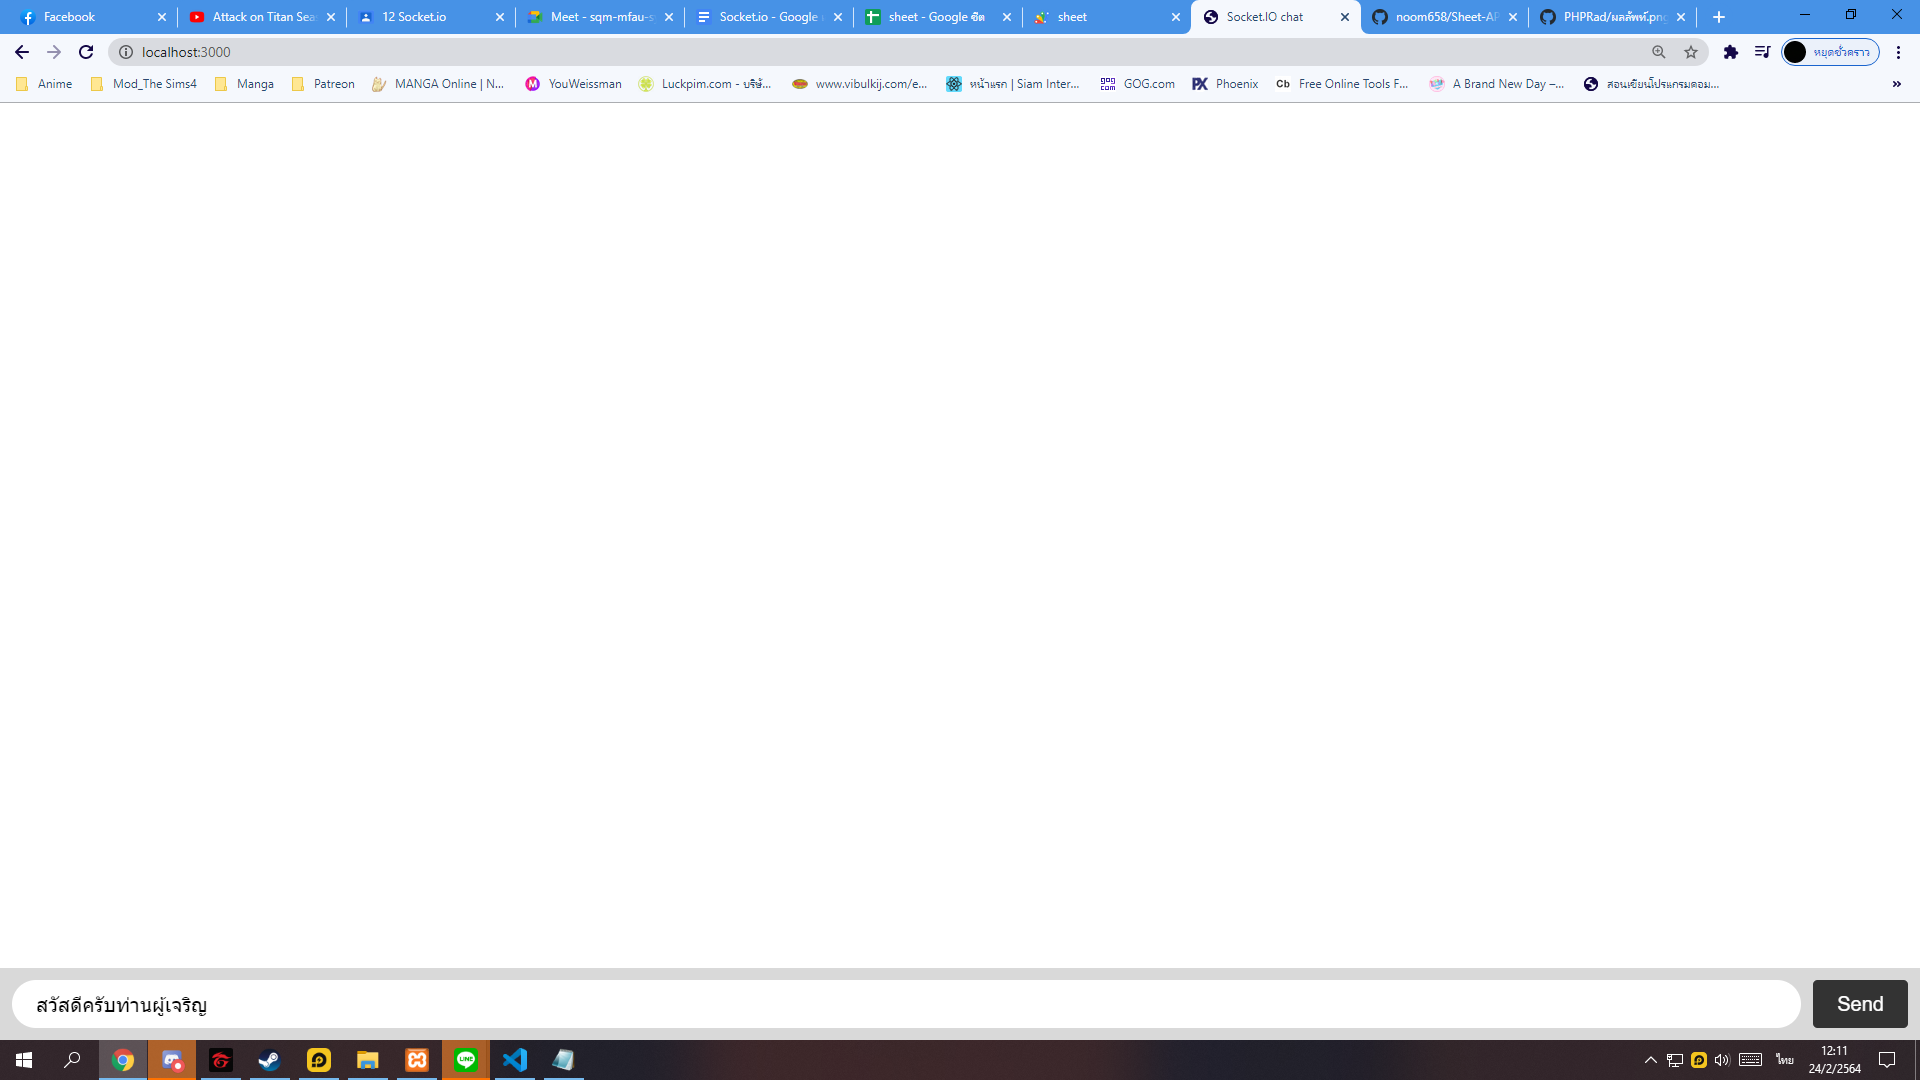 Facebook
Attack on Titan Sea
12 Socket.io
Meet - sqm-mfau-s
Socket.io - Google
sheet - Google ชีต
sheet
Socket.IO chat
noom658/Sheet-AP
PHPRad/ผลลัพท์.png
localhost:3000
หยุดชั่วคราว
Anime
Mod_The Sims4
Manga
Patreon
MANGA Online | N...
YouWeissman
Luckpim.com - บริษั...
www.vibulkij.com/e...
หน้าแรก | Siam Inter...
GOG.com
Phoenix
Cb
Free Online Tools F...
A Brand New Day –...
สอนเขียนโปรแกรมคอม...
»
สวัสดีครับท่านผู้เจริญ
Send
ไทย
12:11
24/2/2564